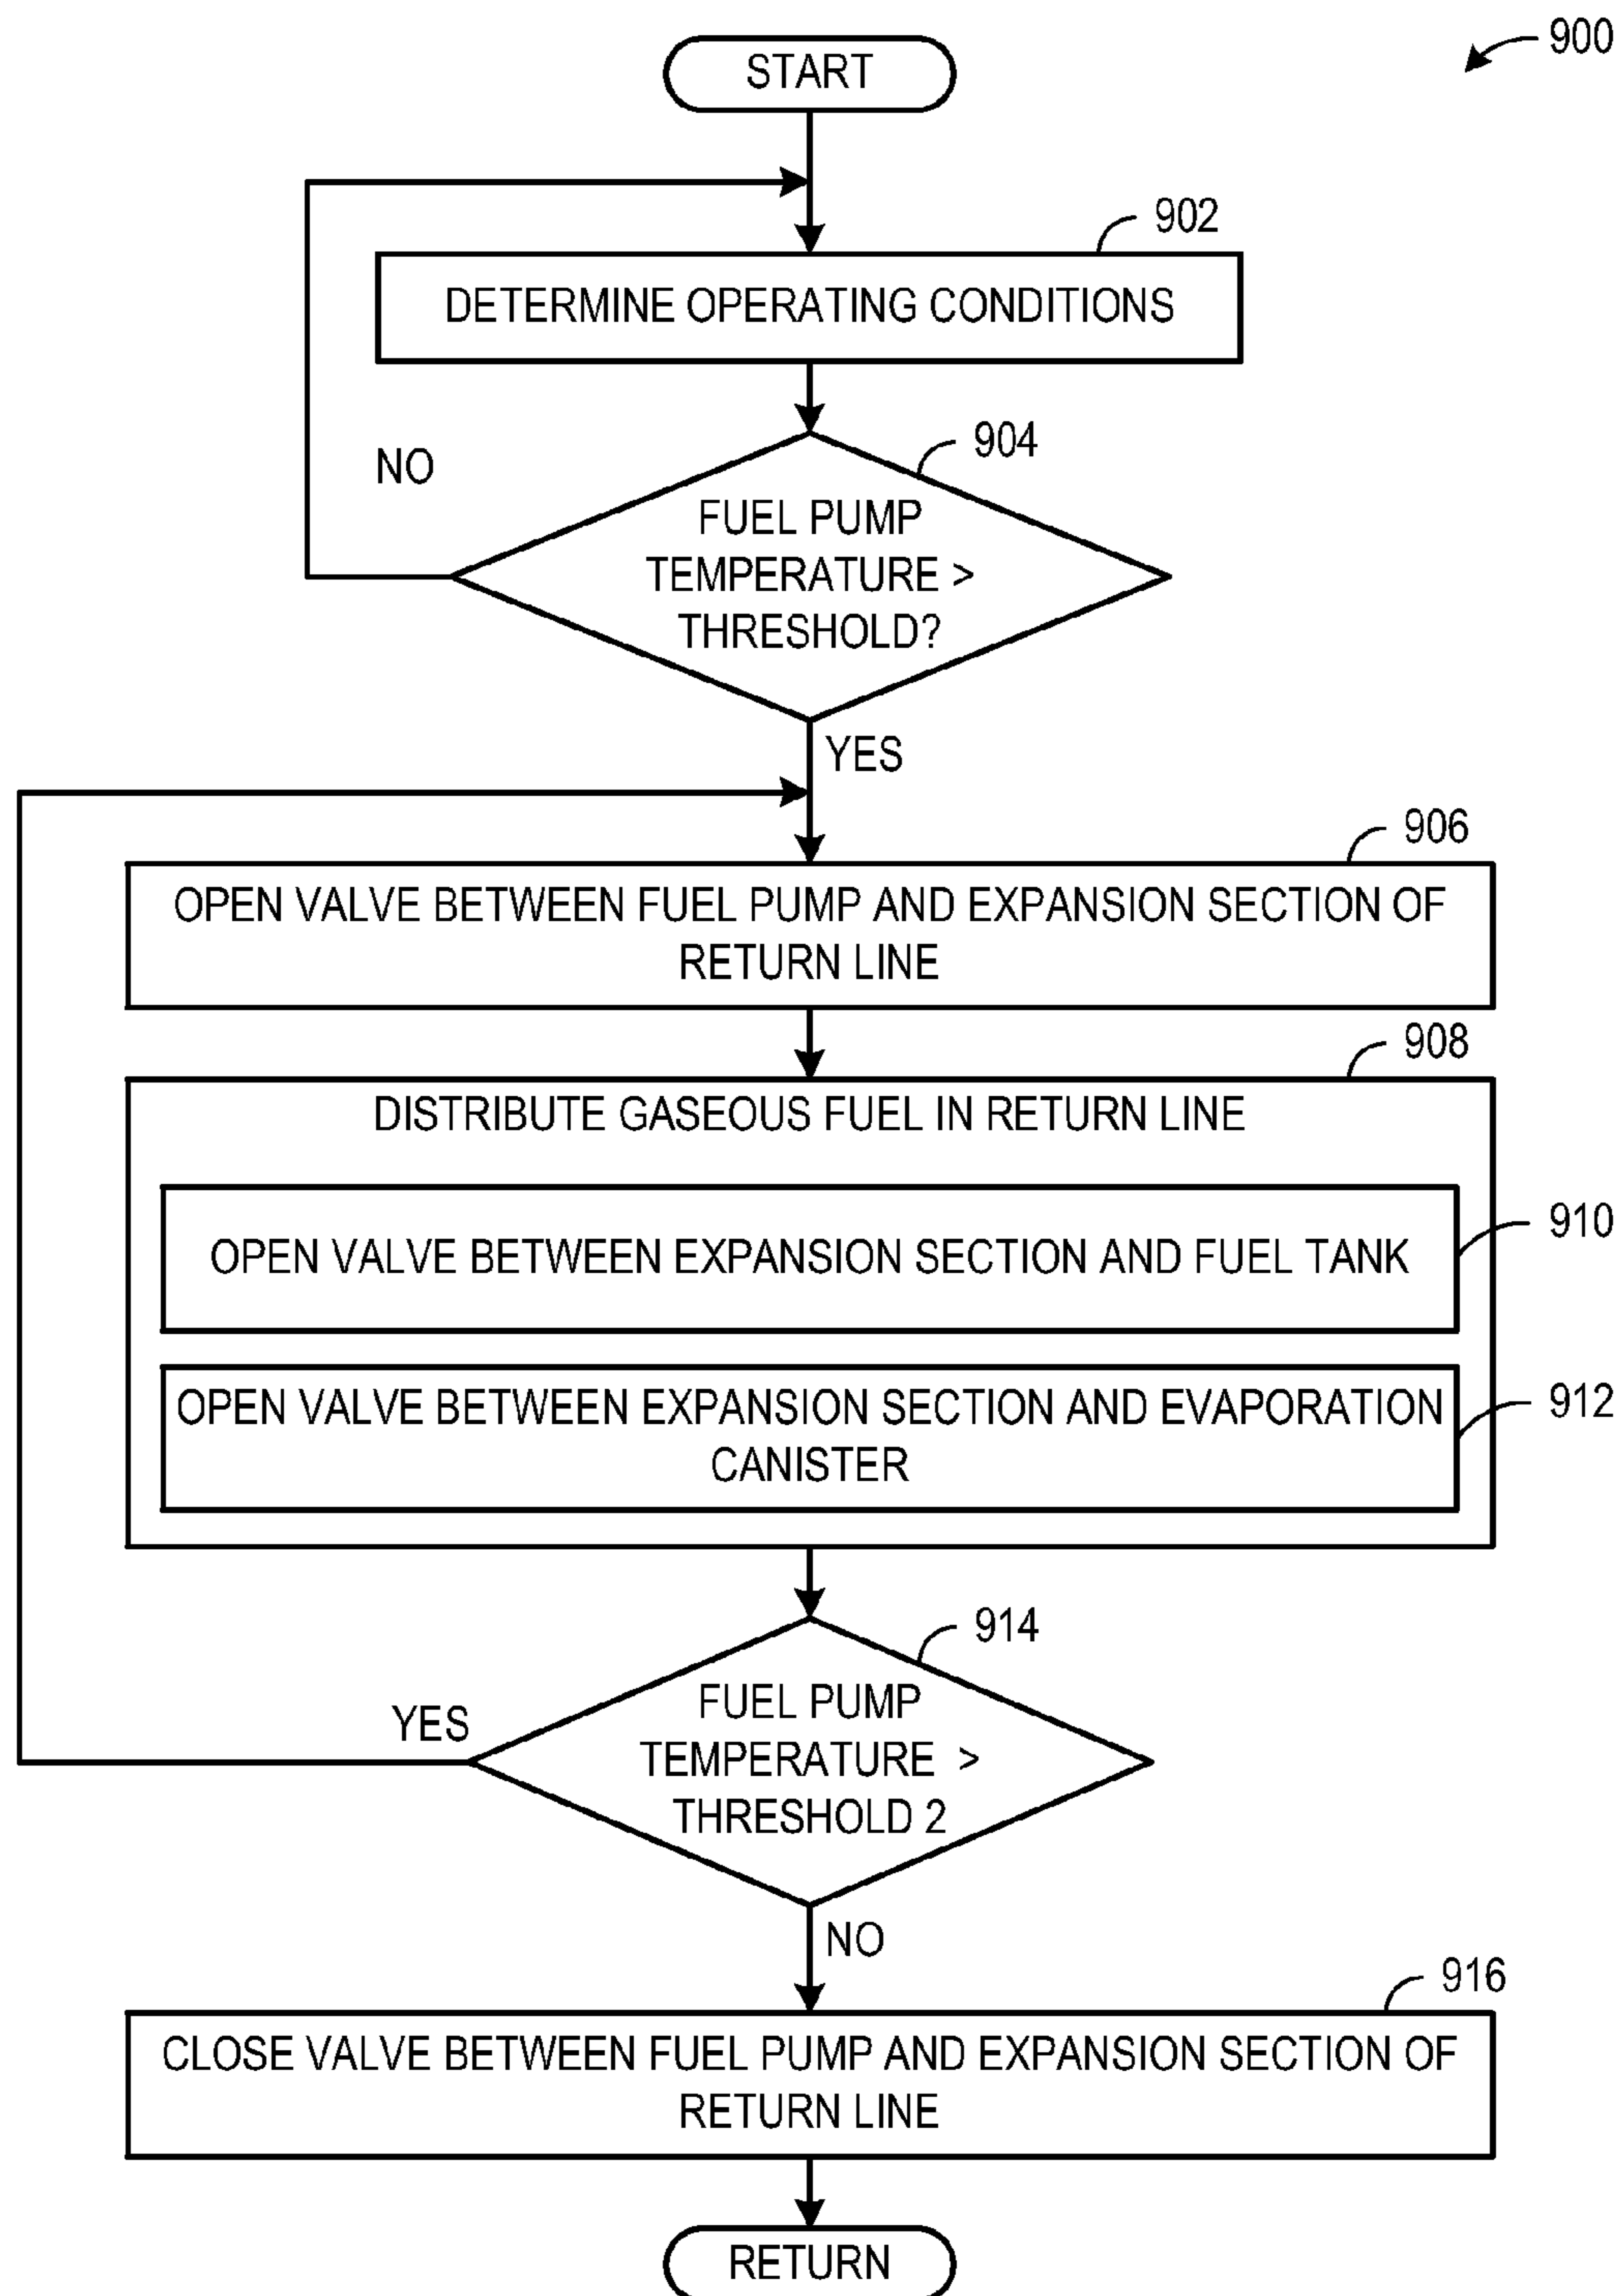 900
START
902
DETERMINE OPERATING CONDITIONS
904
NO
FUEL PUMP
TEMPERATURE >
THRESHOLD?
YES
906
OPEN VALVE BETWEEN FUEL PUMP AND EXPANSION SECTION OF
RETURN LINE
908
DISTRIBUTE GASEOUS FUEL IN RETURN LINE
910
OPEN VALVE BETWEEN EXPANSION SECTION AND FUEL TANK
912
OPEN VALVE BETWEEN EXPANSION SECTION AND EVAPORATION
CANISTER
914
YES
FUEL PUMP
TEMPERATURE >
THRESHOLD 2
NO
916
CLOSE VALVE BETWEEN FUEL PUMP AND EXPANSION SECTION OF
RETURN LINE
RETURN